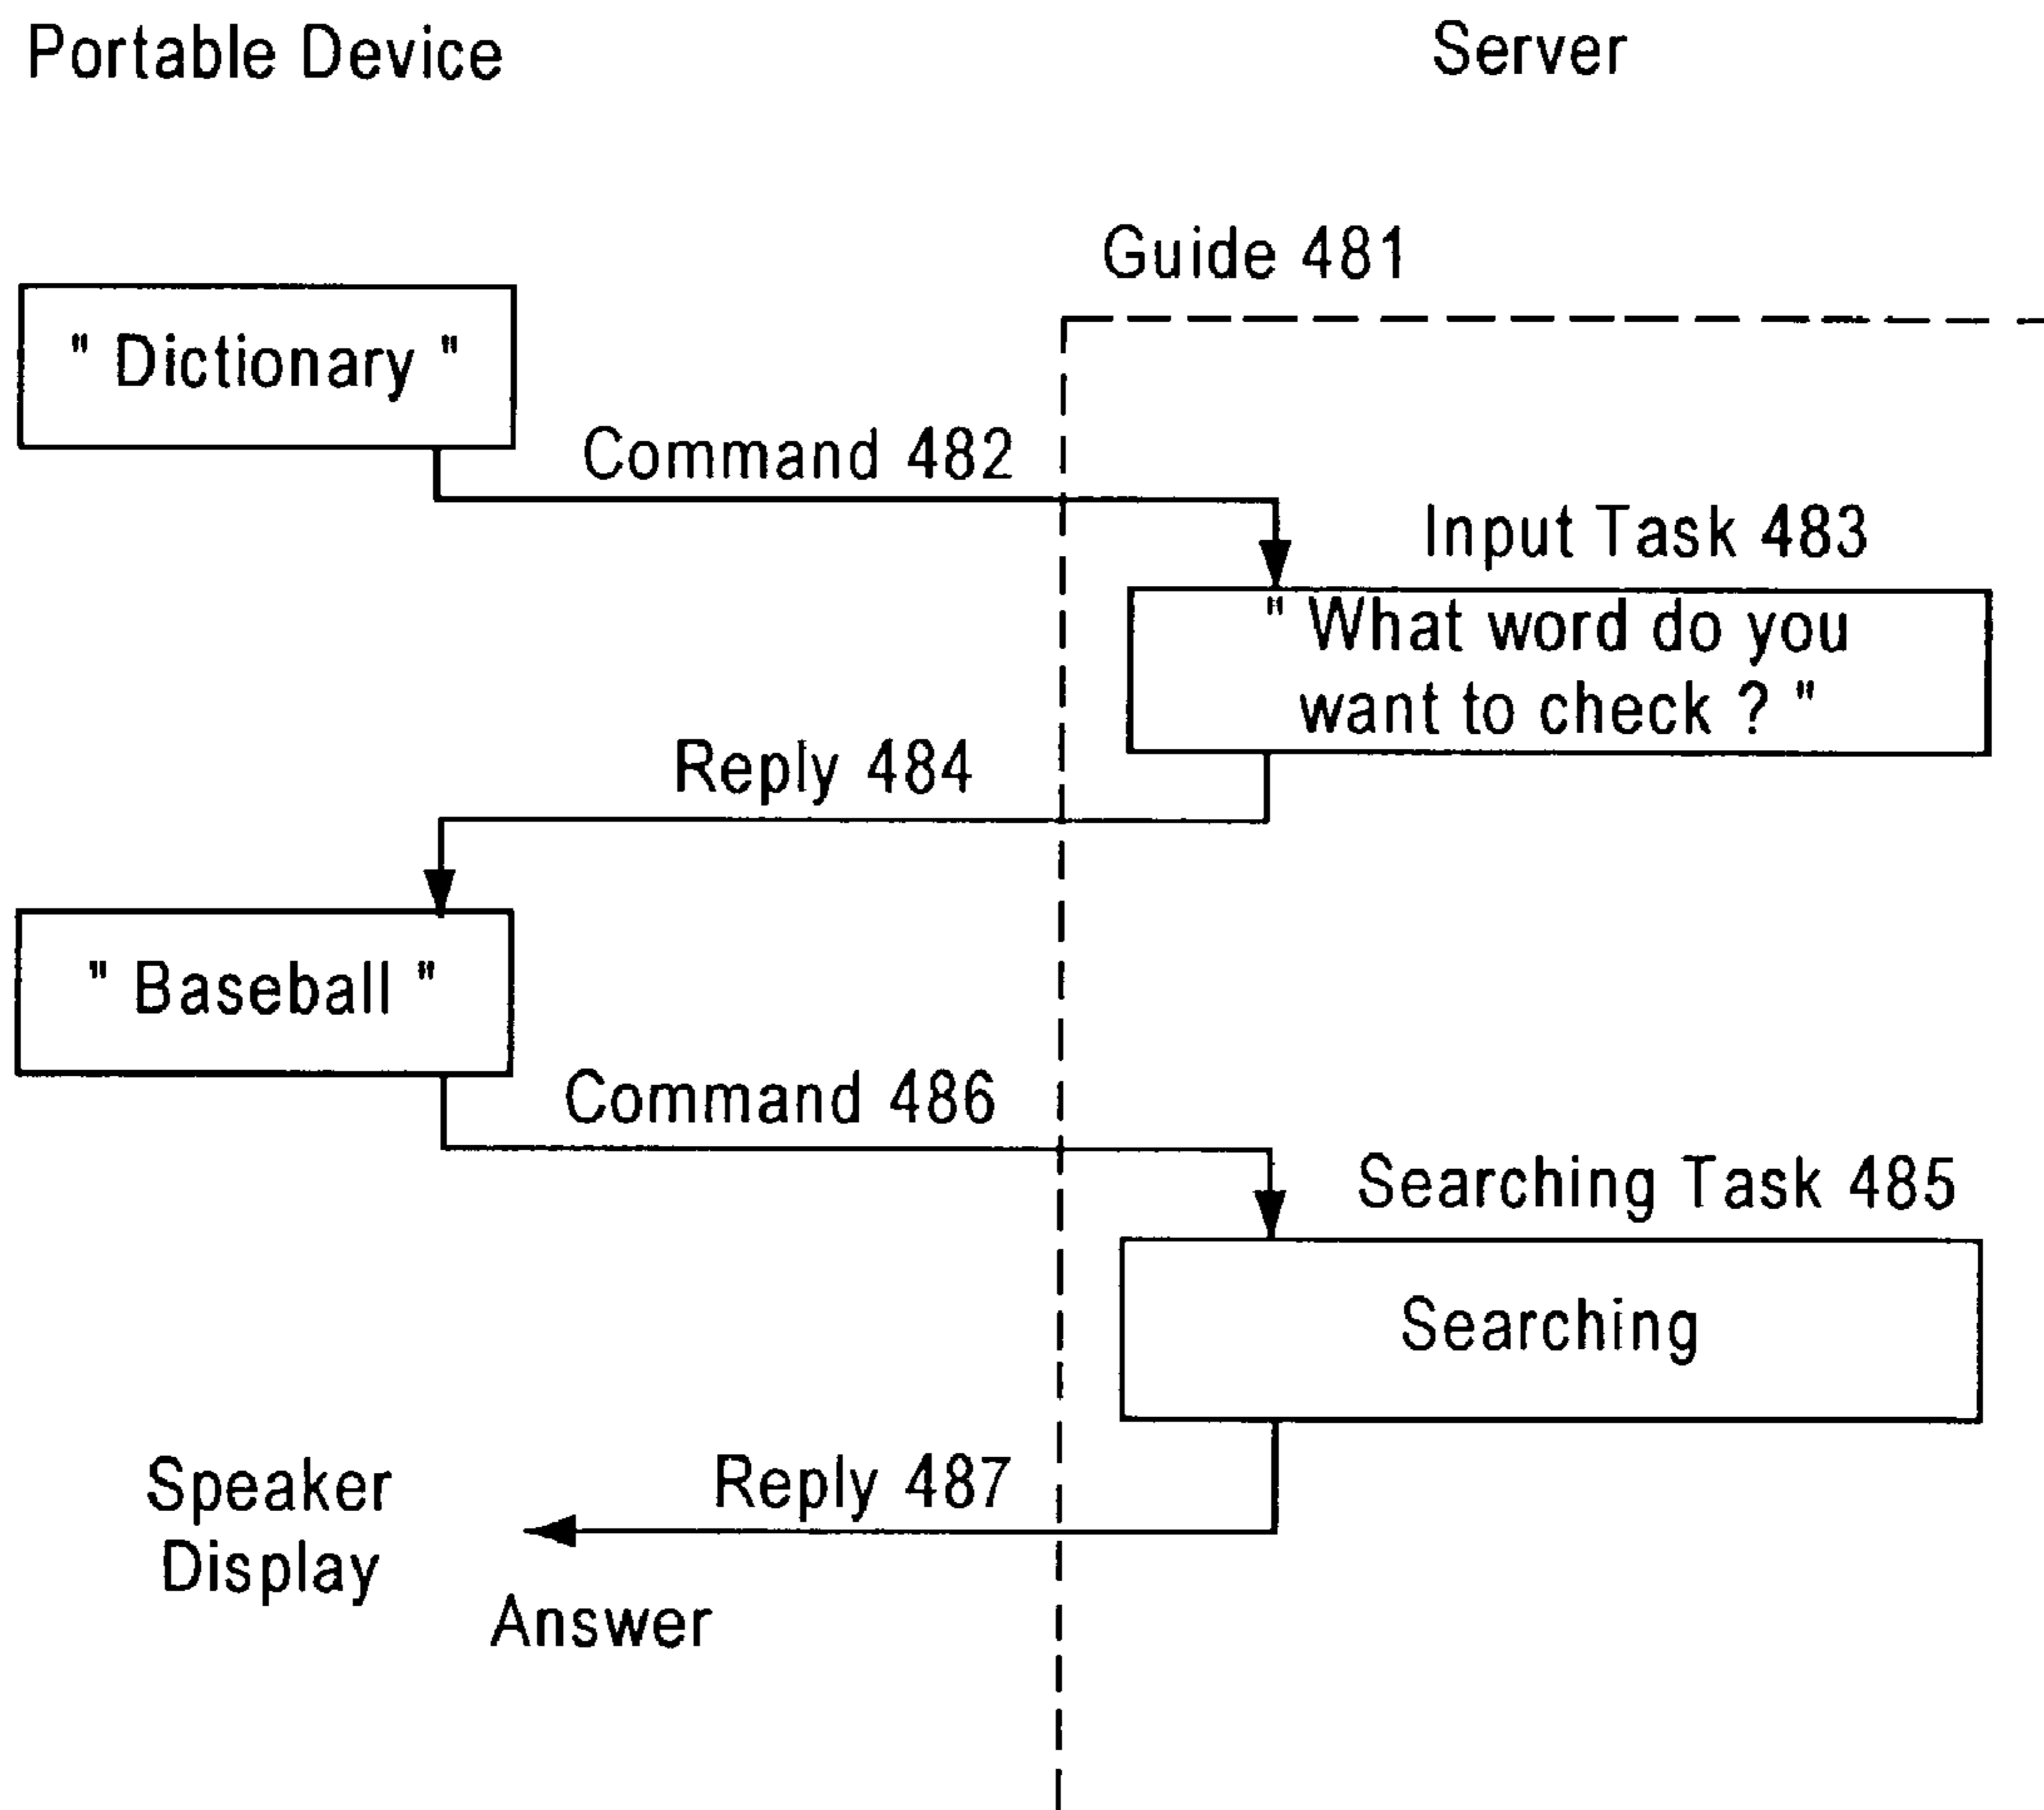 Portable Device
Server
Guide 481
" Dictionary "
Command 482
Input Task 483
" What word do you
want to check ? "
Reply 484
" Baseball "
Command 486
Searching Task 485
Searching
Reply 487
Speaker
Display
Answer